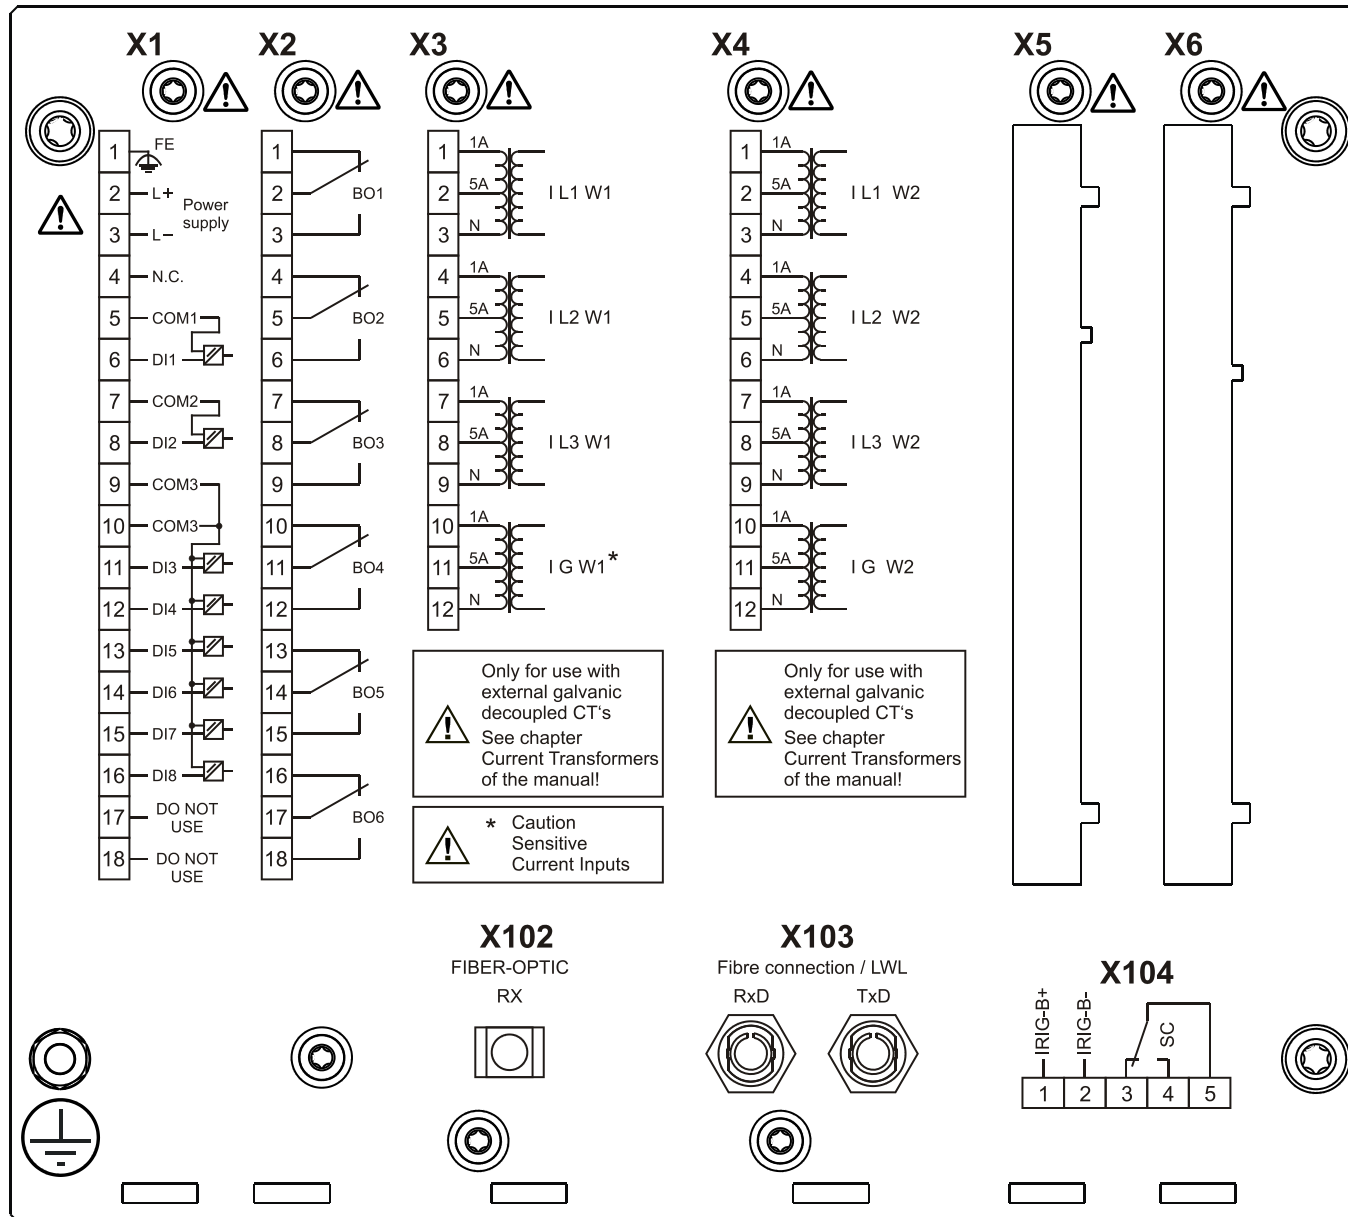 X1
X2
X3
X4
X5
X6
1 FE
2 L+
Power
supply
3 L–
4 N.C.
5 COM1
6 DI1
7 COM2
8 DI2
9 COM3
10 COM3
11 DI3
12 DI4
13 DI5
14 DI6
15 DI7
16 DI8
17 DO NOT
USE
18 DO NOT
USE
1
2 BO1
3
4
5 BO2
6
7
8 BO3
9
10
11 BO4
12
13
14 BO5
15
16
17 BO6
18
1 1A
2 5A I L1 W1
3 N
4 1A
5 5A I L2 W1
6 N
7 1A
8 5A I L3 W1
9 N
10 1A
11 5A I G W1*
12 N
Only for use with
external galvanic
decoupled CT‘s
See chapter
Current Transformers
of the manual!
* Caution
Sensitive
Current Inputs
1 1A
2 5A I L1 W2
3 N
4 1A
5 5A I L2 W2
6 N
7 1A
8 5A I L3 W2
9 N
10 1A
11 5A I G W2
12 N
Only for use with
external galvanic
decoupled CT‘s
See chapter
Current Transformers
of the manual!
X102
FIBER-OPTIC
RX
X103
Fibre connection / LWL
RxD TxD
X104
IRIG-B+
IRIG-B-
SC
1 2 3 4 5